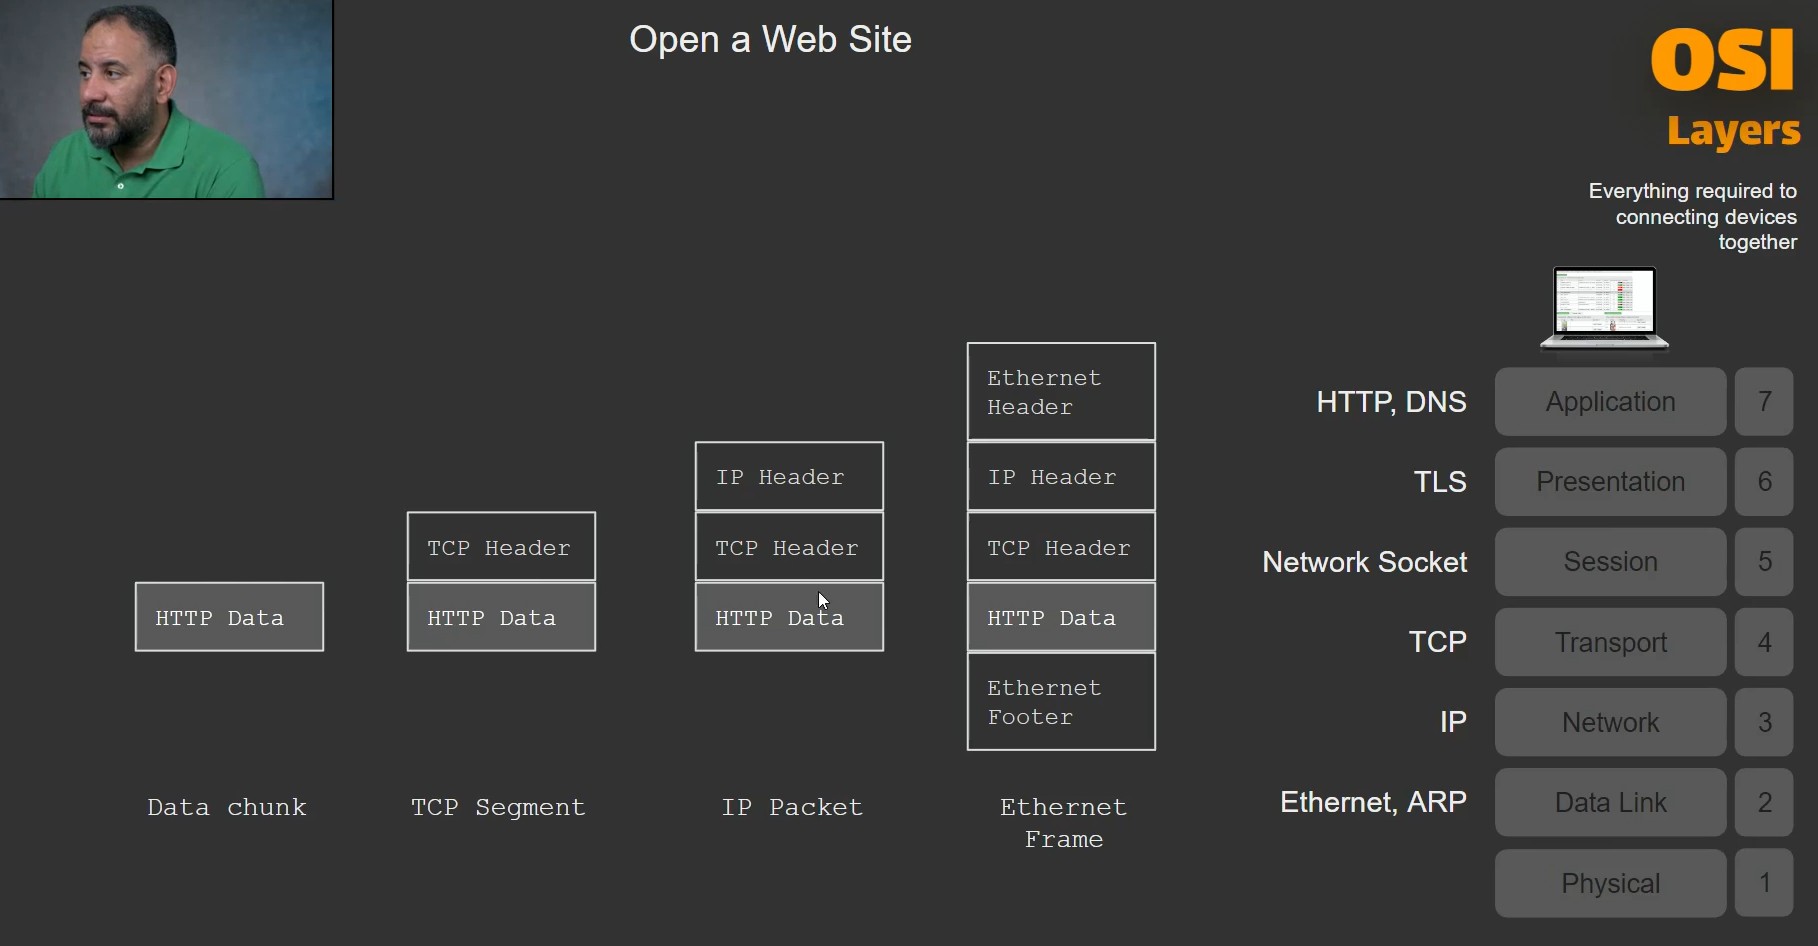 Open a Web Site
OSI
Layers
Everything required to
connecting devices
together
HTTP Data
Data chunk
TCP Header
HTTP Data
TCP Segment
IP Header
TCP Header
HTTP Data
IP Packet
Ethernet
Header
IP Header
TCP Header
HTTP Data
Ethernet
Footer
Ethernet
Frame
HTTP, DNS Application 7
TLS Presentation 6
Network Socket Session 5
TCP Transport 4
IP Network 3
Ethernet, ARP Data Link 2
Physical 1